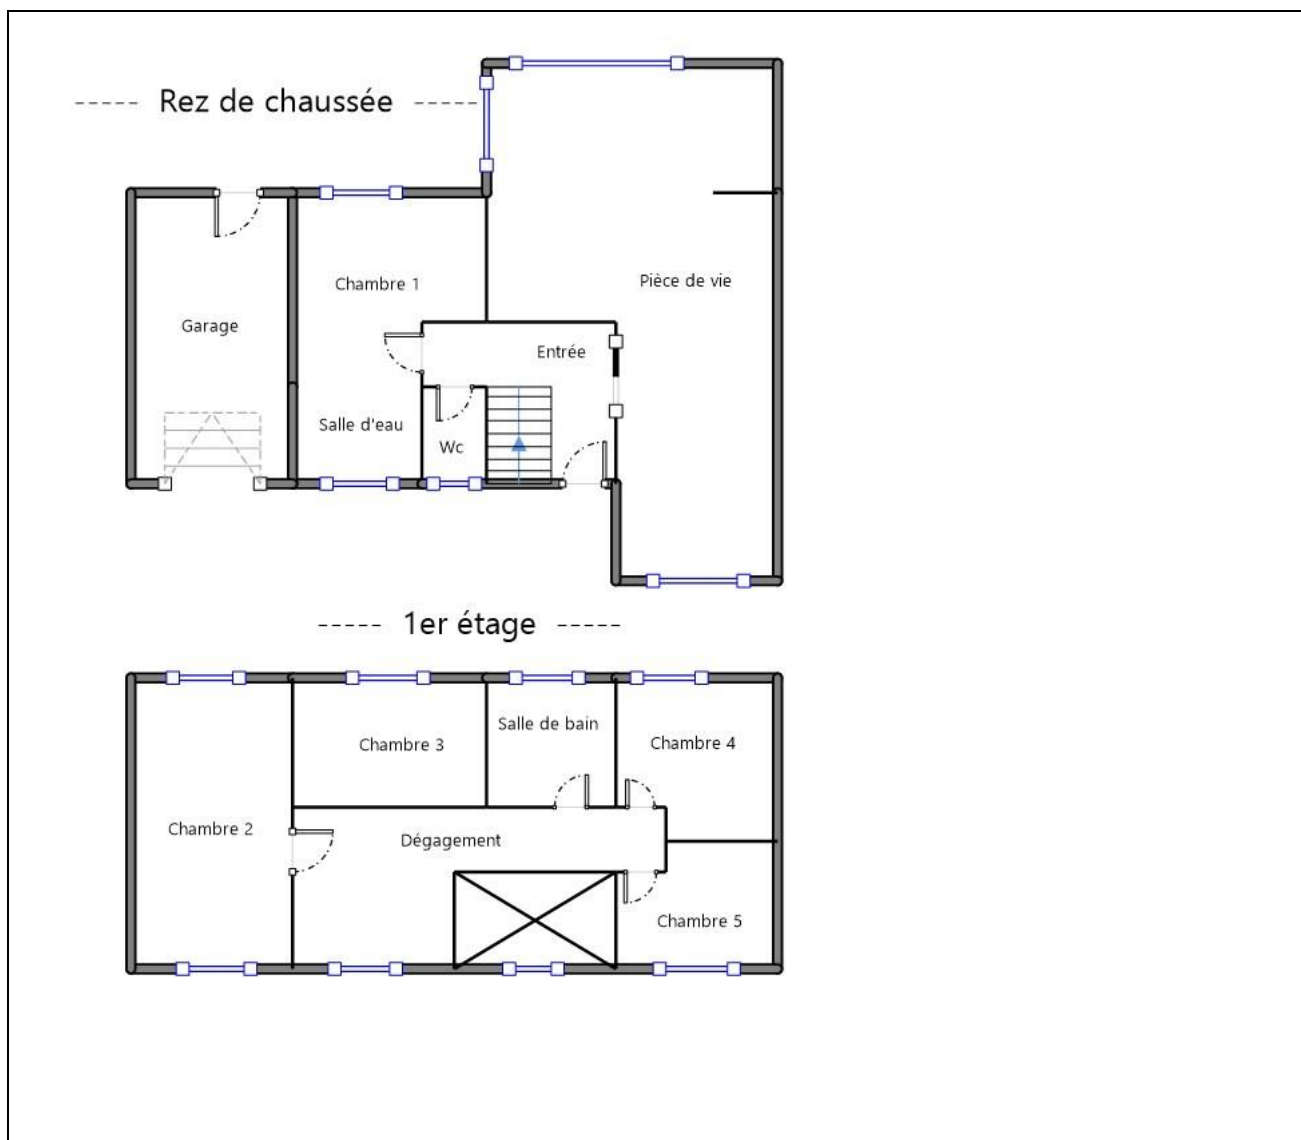 ----- Rez de chaussée -----
Chambre 1
Pièce de vie
Garage
Entrée
Salle d'eau
Wc
----- 1er étage -----
Salle de bain
Chambre 3
Chambre 4
Chambre 2
Dégagement
Chambre 5